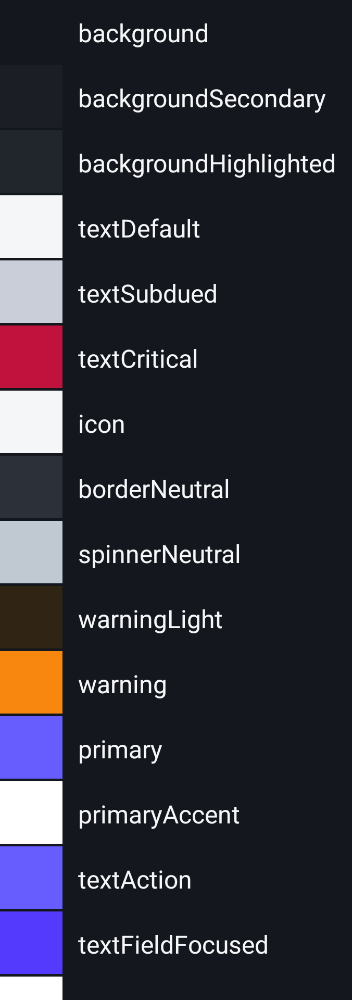 background
backgroundSecondary
backgroundHighlighted
textDefault
textSubdued
textCritical
icon
borderNeutral
spinnerNeutral
warningLight
warning
primary
primaryAccent
textAction
textFieldFocused